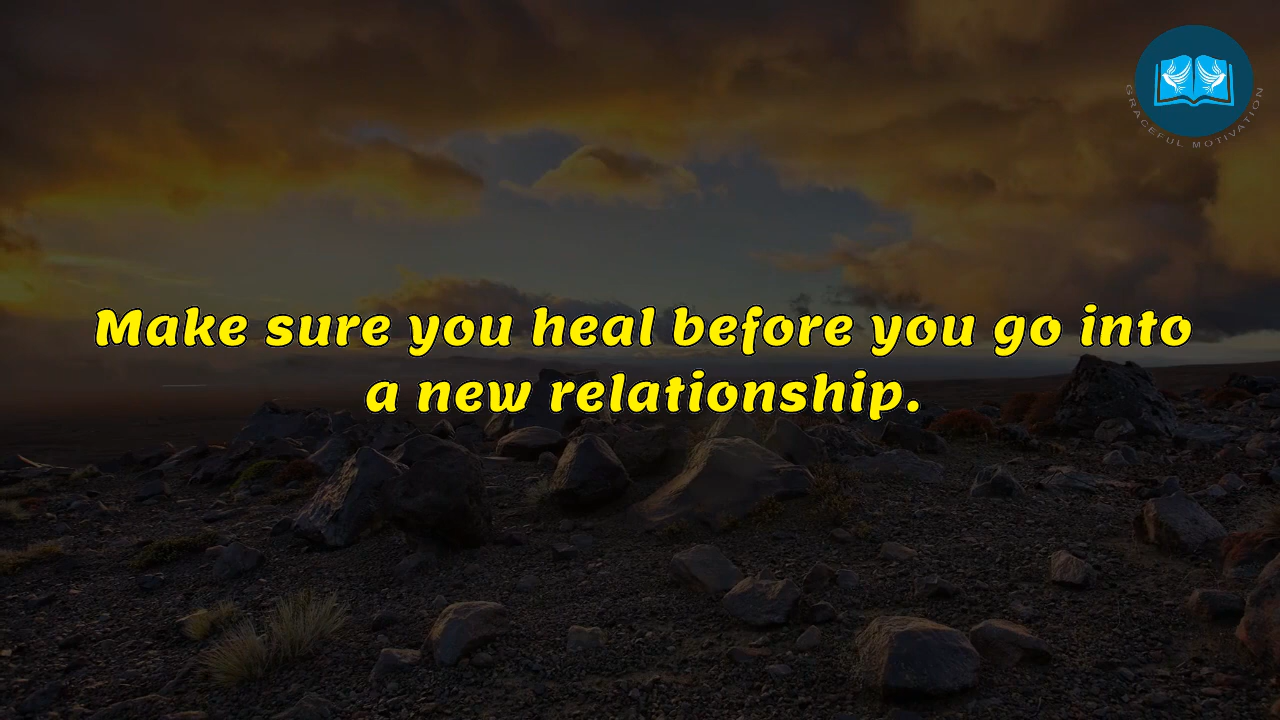 GRACEFUL MOTIVATION
Make sure you heal before you go into
a new relationship.